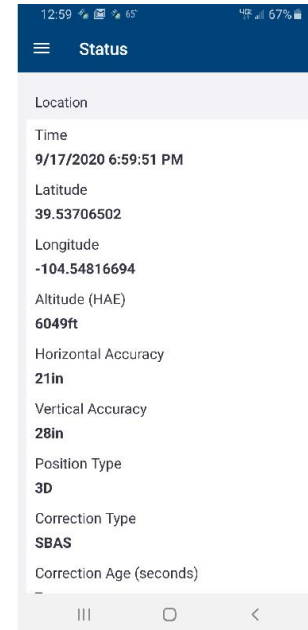 12:59 65° 67%
Status
Location
Time
9/17/2020 6:59:51 PM
Latitude
39.53706502
Longitude
-104.54816694
Altitude (HAE)
6049ft
Horizontal Accuracy
21in
Vertical Accuracy
28in
Position Type
3D
Correction Type
SBAS
Correction Age (seconds)